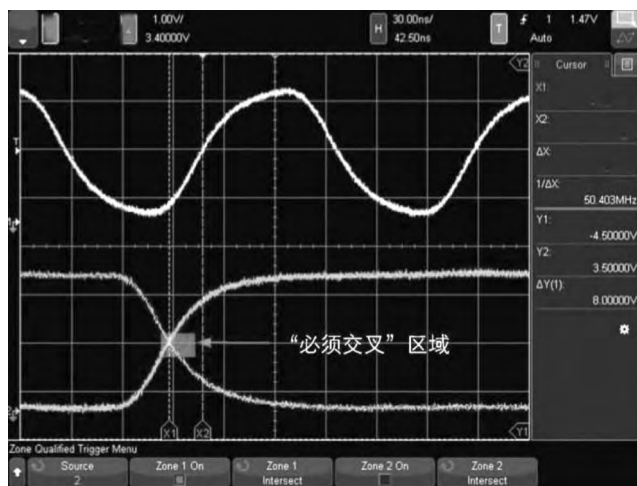 1.00V/
3.40000V
H
30.00ns/
42.50ns
T
1
1.47V
Auto
Y2
Cursor
X1:
X2:
ΔX:
1/ΔX:
50.403MHz
Y1:
-4.50000V
Y2:
3.50000V
ΔY(1):
8.00000V
T
1
2
“必须交叉”区域
X1
X2
Y1
Zone Qualified Trigger Menu
Source
2
Zone 1 On
Zone 1
Intersect
Zone 2 On
Zone 2
Intersect